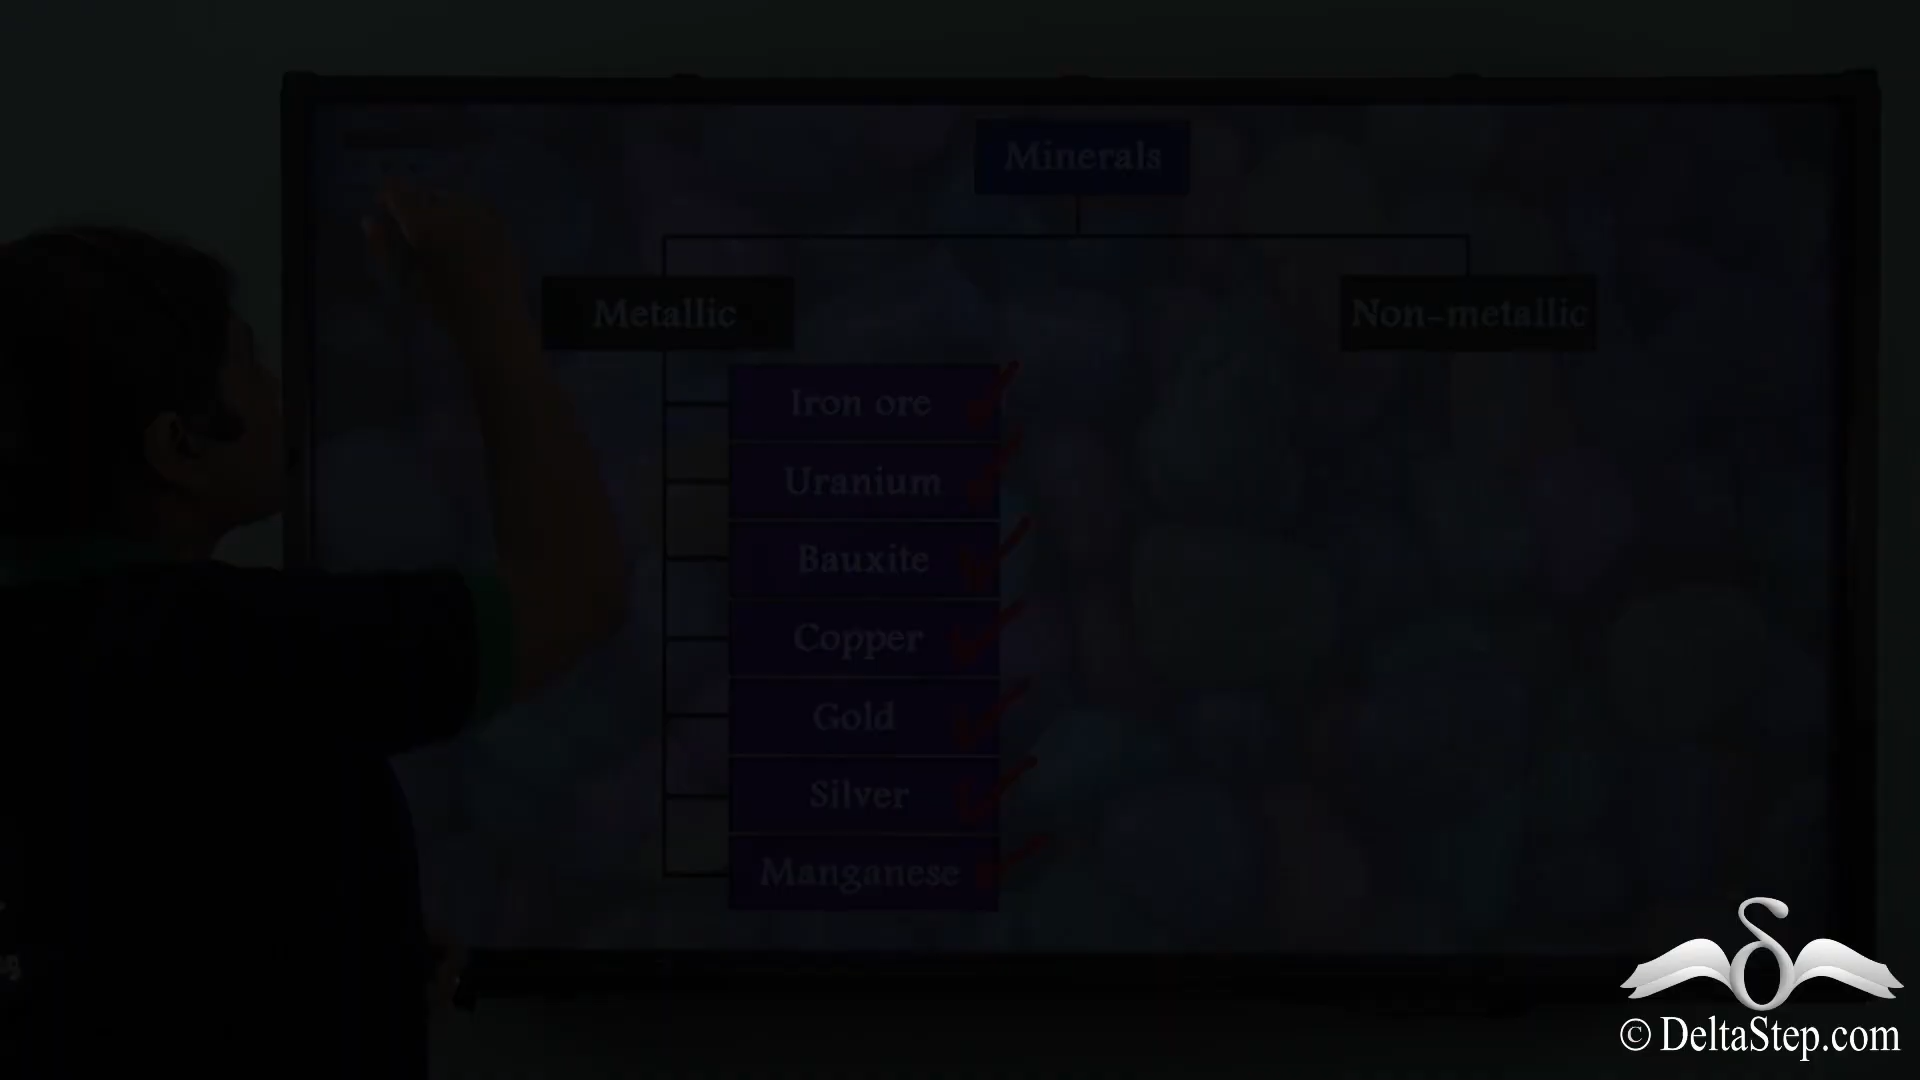 Minerals
Metallic
Non-metallic
Iron ore
Uranium
Bauxite
Copper
Gold
Silver
Manganese
© DeltaStep.com